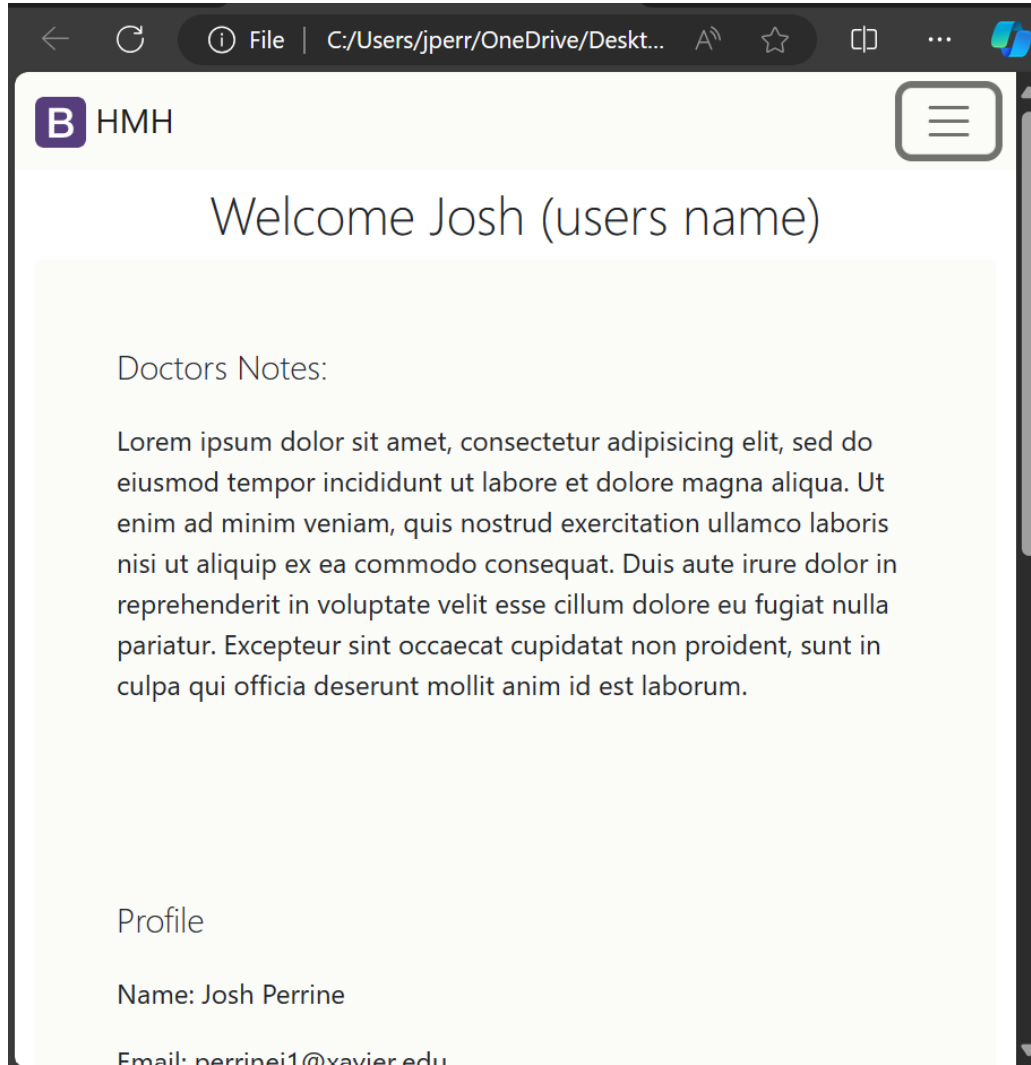 File | C:/Users/jperr/OneDrive/Deskt...
B HMH
Welcome Josh (users name)
Doctors Notes:
Lorem ipsum dolor sit amet, consectetur adipisicing elit, sed do
eiusmod tempor incididunt ut labore et dolore magna aliqua. Ut
enim ad minim veniam, quis nostrud exercitation ullamco laboris
nisi ut aliquip ex ea commodo consequat. Duis aute irure dolor in
reprehenderit in voluptate velit esse cillum dolore eu fugiat nulla
pariatur. Excepteur sint occaecat cupidatat non proident, sunt in
culpa qui officia deserunt mollit anim id est laborum.
Profile
Name: Josh Perrine
Email: perrinej1@xavier.edu